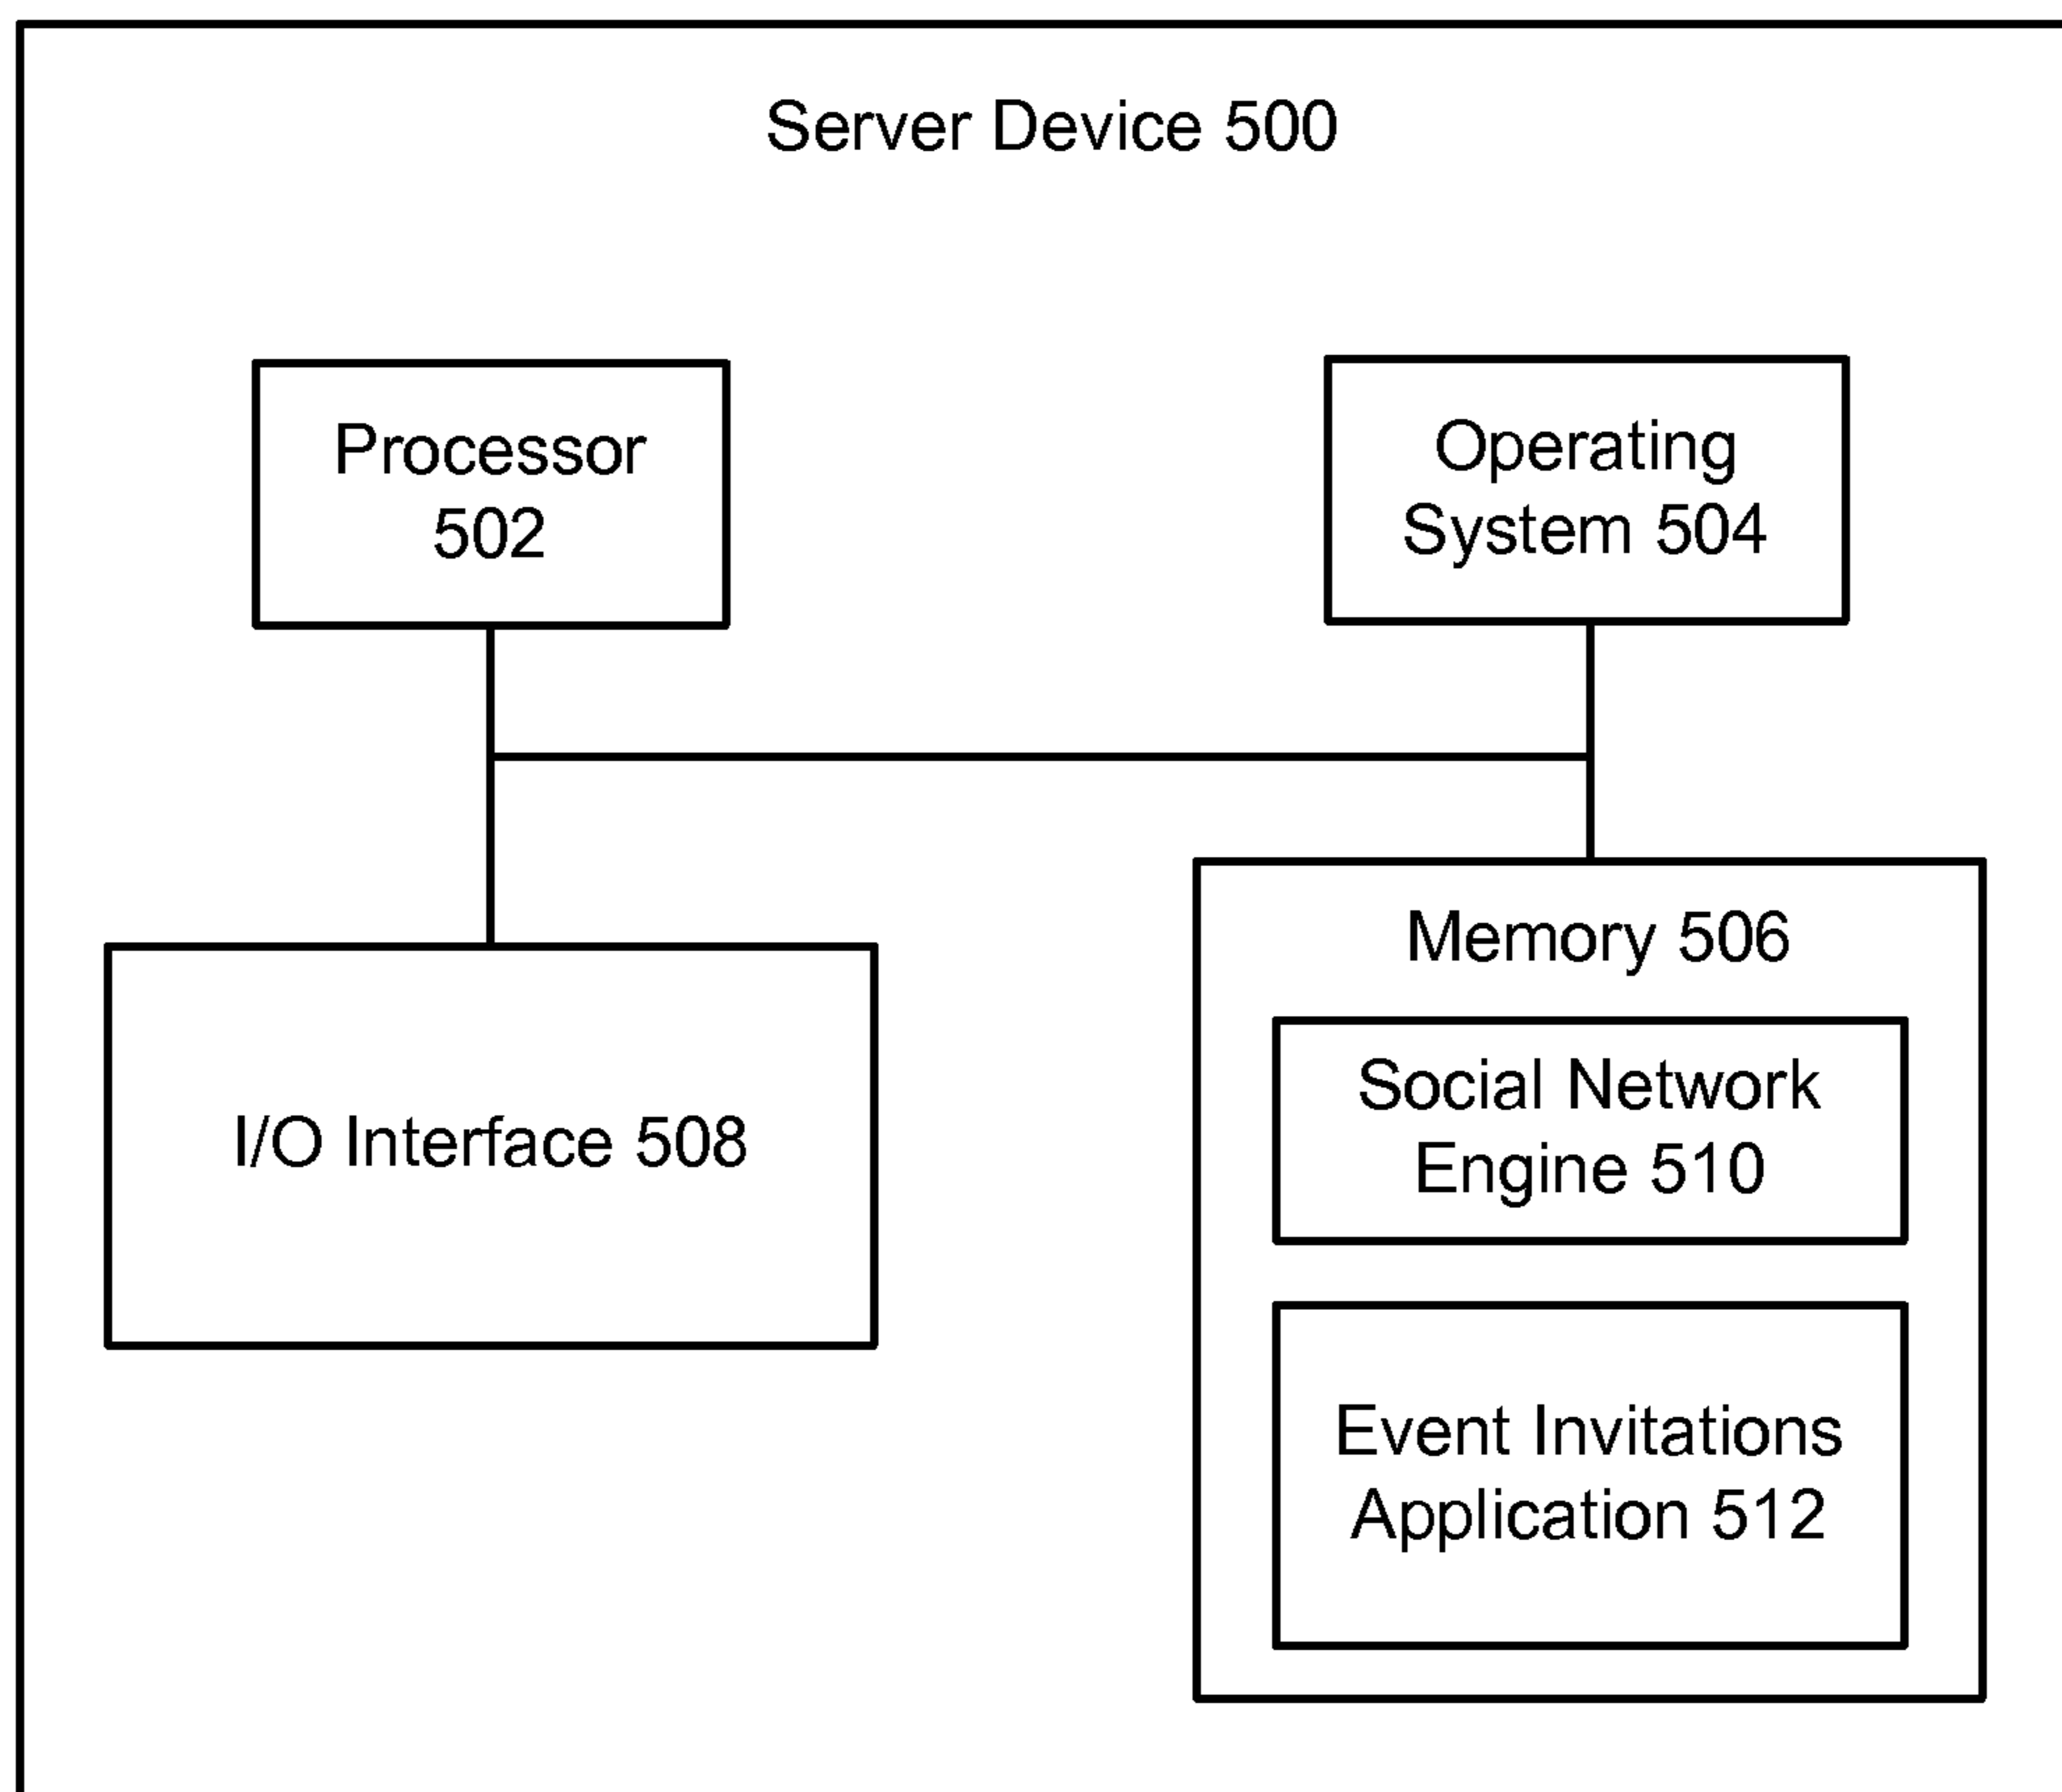 Server Device 500
Processor
502
Operating
System 504
I/O Interface 508
Memory 506
Social Network
Engine 510
Event Invitations
Application 512